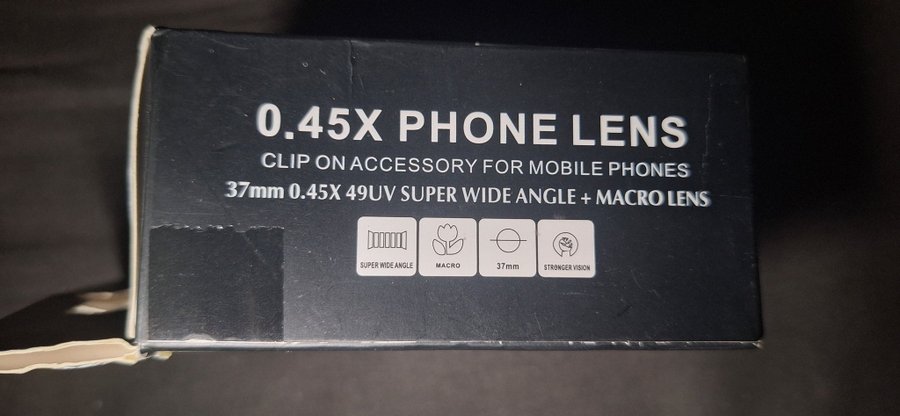 0.45X PHONE LENS
CLIP ON ACCESSORY FOR MOBILE PHONES
37mm 0.45X 49UV SUPER WIDE ANGLE + MACRO LENS
SUPER WIDE ANGLE
MACRO
37mm
STRONGER VISION